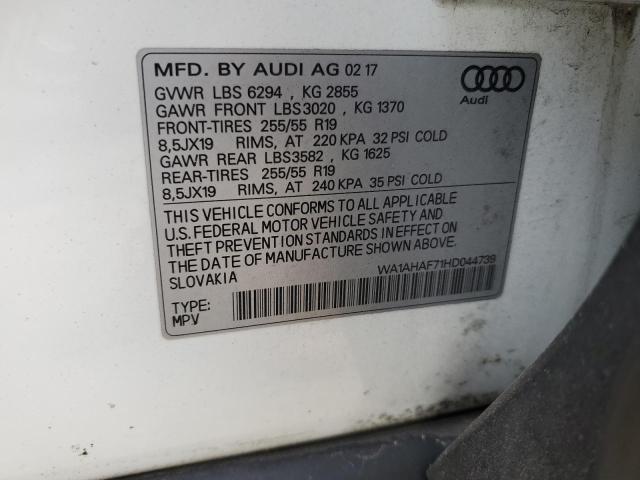 MFD. BY AUDI AG 02 17
GVWR LBS 6294 , KG 2855
GAWR FRONT LBS3020 , KG 1370
FRONT-TIRES 255/55 R19
8,5JX19 RIMS, AT 220 KPA 32 PSI COLD
GAWR REAR LBS3582 , KG 1625
REAR-TIRES 255/55 R19
8,5JX19 RIMS, AT 240 KPA 35 PSI COLD
Audi
THIS VEHICLE CONFORMS TO ALL APPLICABLE
U.S. FEDERAL MOTOR VEHICLE SAFETY AND
THEFT PREVENTION STANDARDS IN EFFECT ON
THE DATE OF MANUFACTURE SHOWN ABOVE.
SLOVAKIA
WA1AHAF71HD044739
TYPE:
MPV